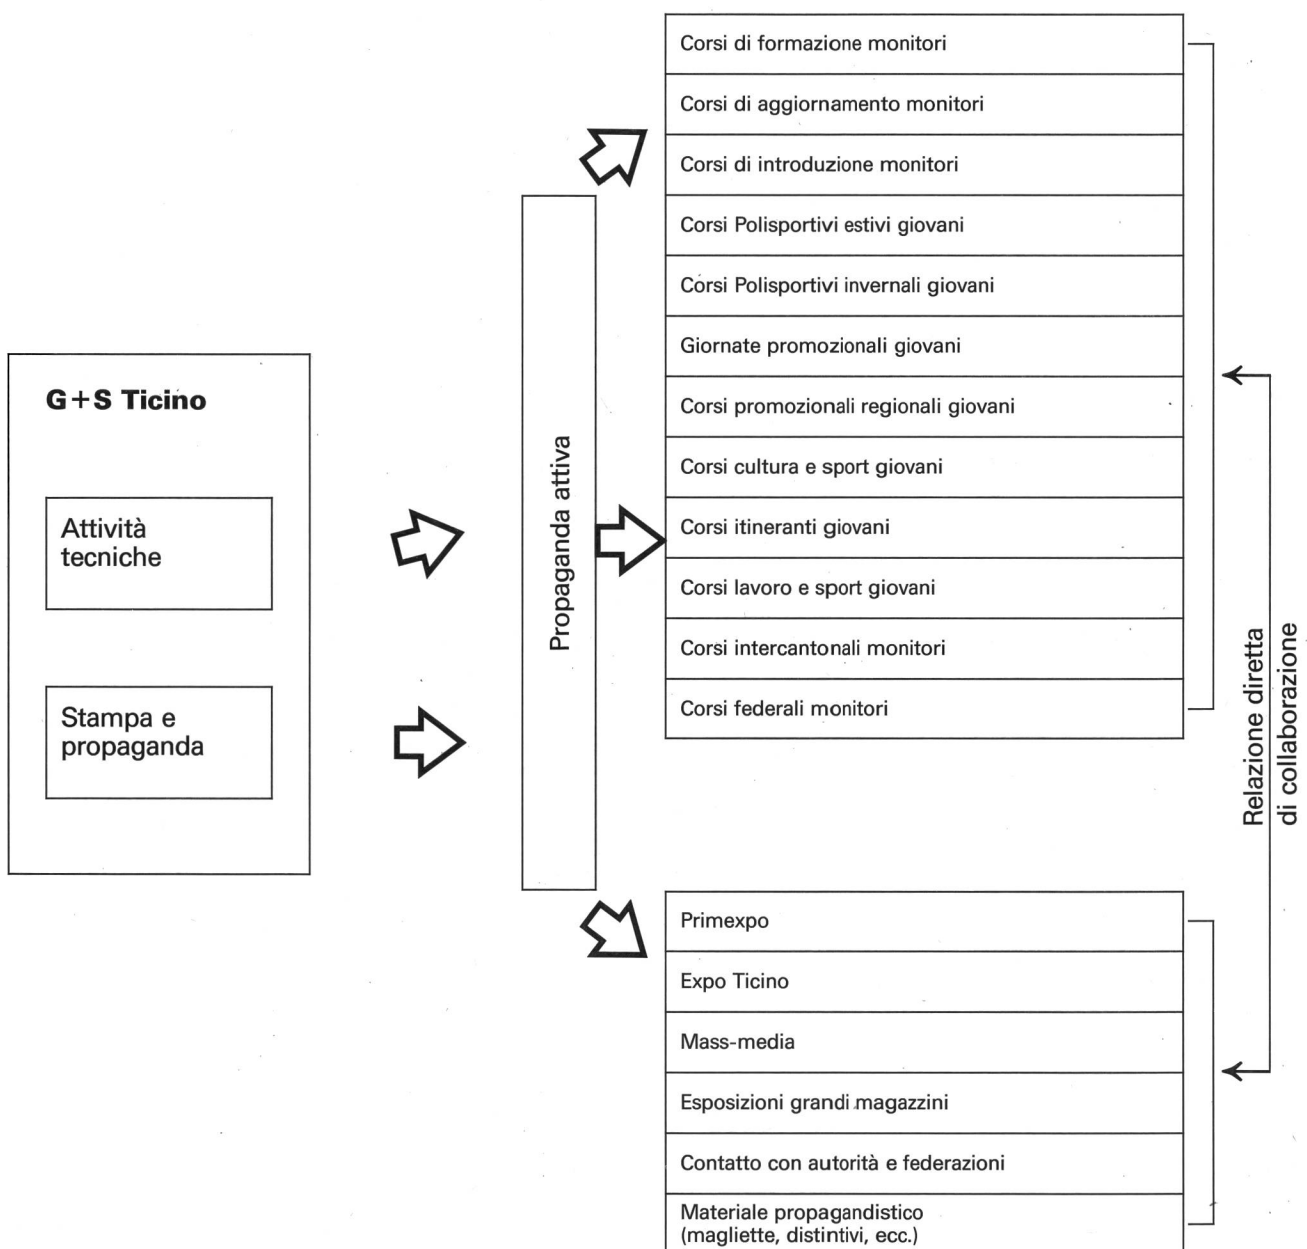 G+S Ticino
Attività
tecniche
Stampa e
propaganda
Propaganda attiva
Corsi di formazione monitori
Corsi di aggiornamento monitori
Corsi di introduzione monitori
Corsi Polisportivi estivi giovani
Corsi Polisportivi invernali giovani
Giornate promozionali giovani
Corsi promozionali regionali giovani
Corsi cultura e sport giovani
Corsi itineranti giovani
Corsi lavoro e sport giovani
Corsi intercantonali monitori
Corsi federali monitori
Primexpo
Expo Ticino
Mass-media
Esposizioni grandi magazzini
Contatto con autorità e federazioni
Materiale propagandistico
(magliette, distintivi, ecc.)
Relazione diretta
di collaborazione